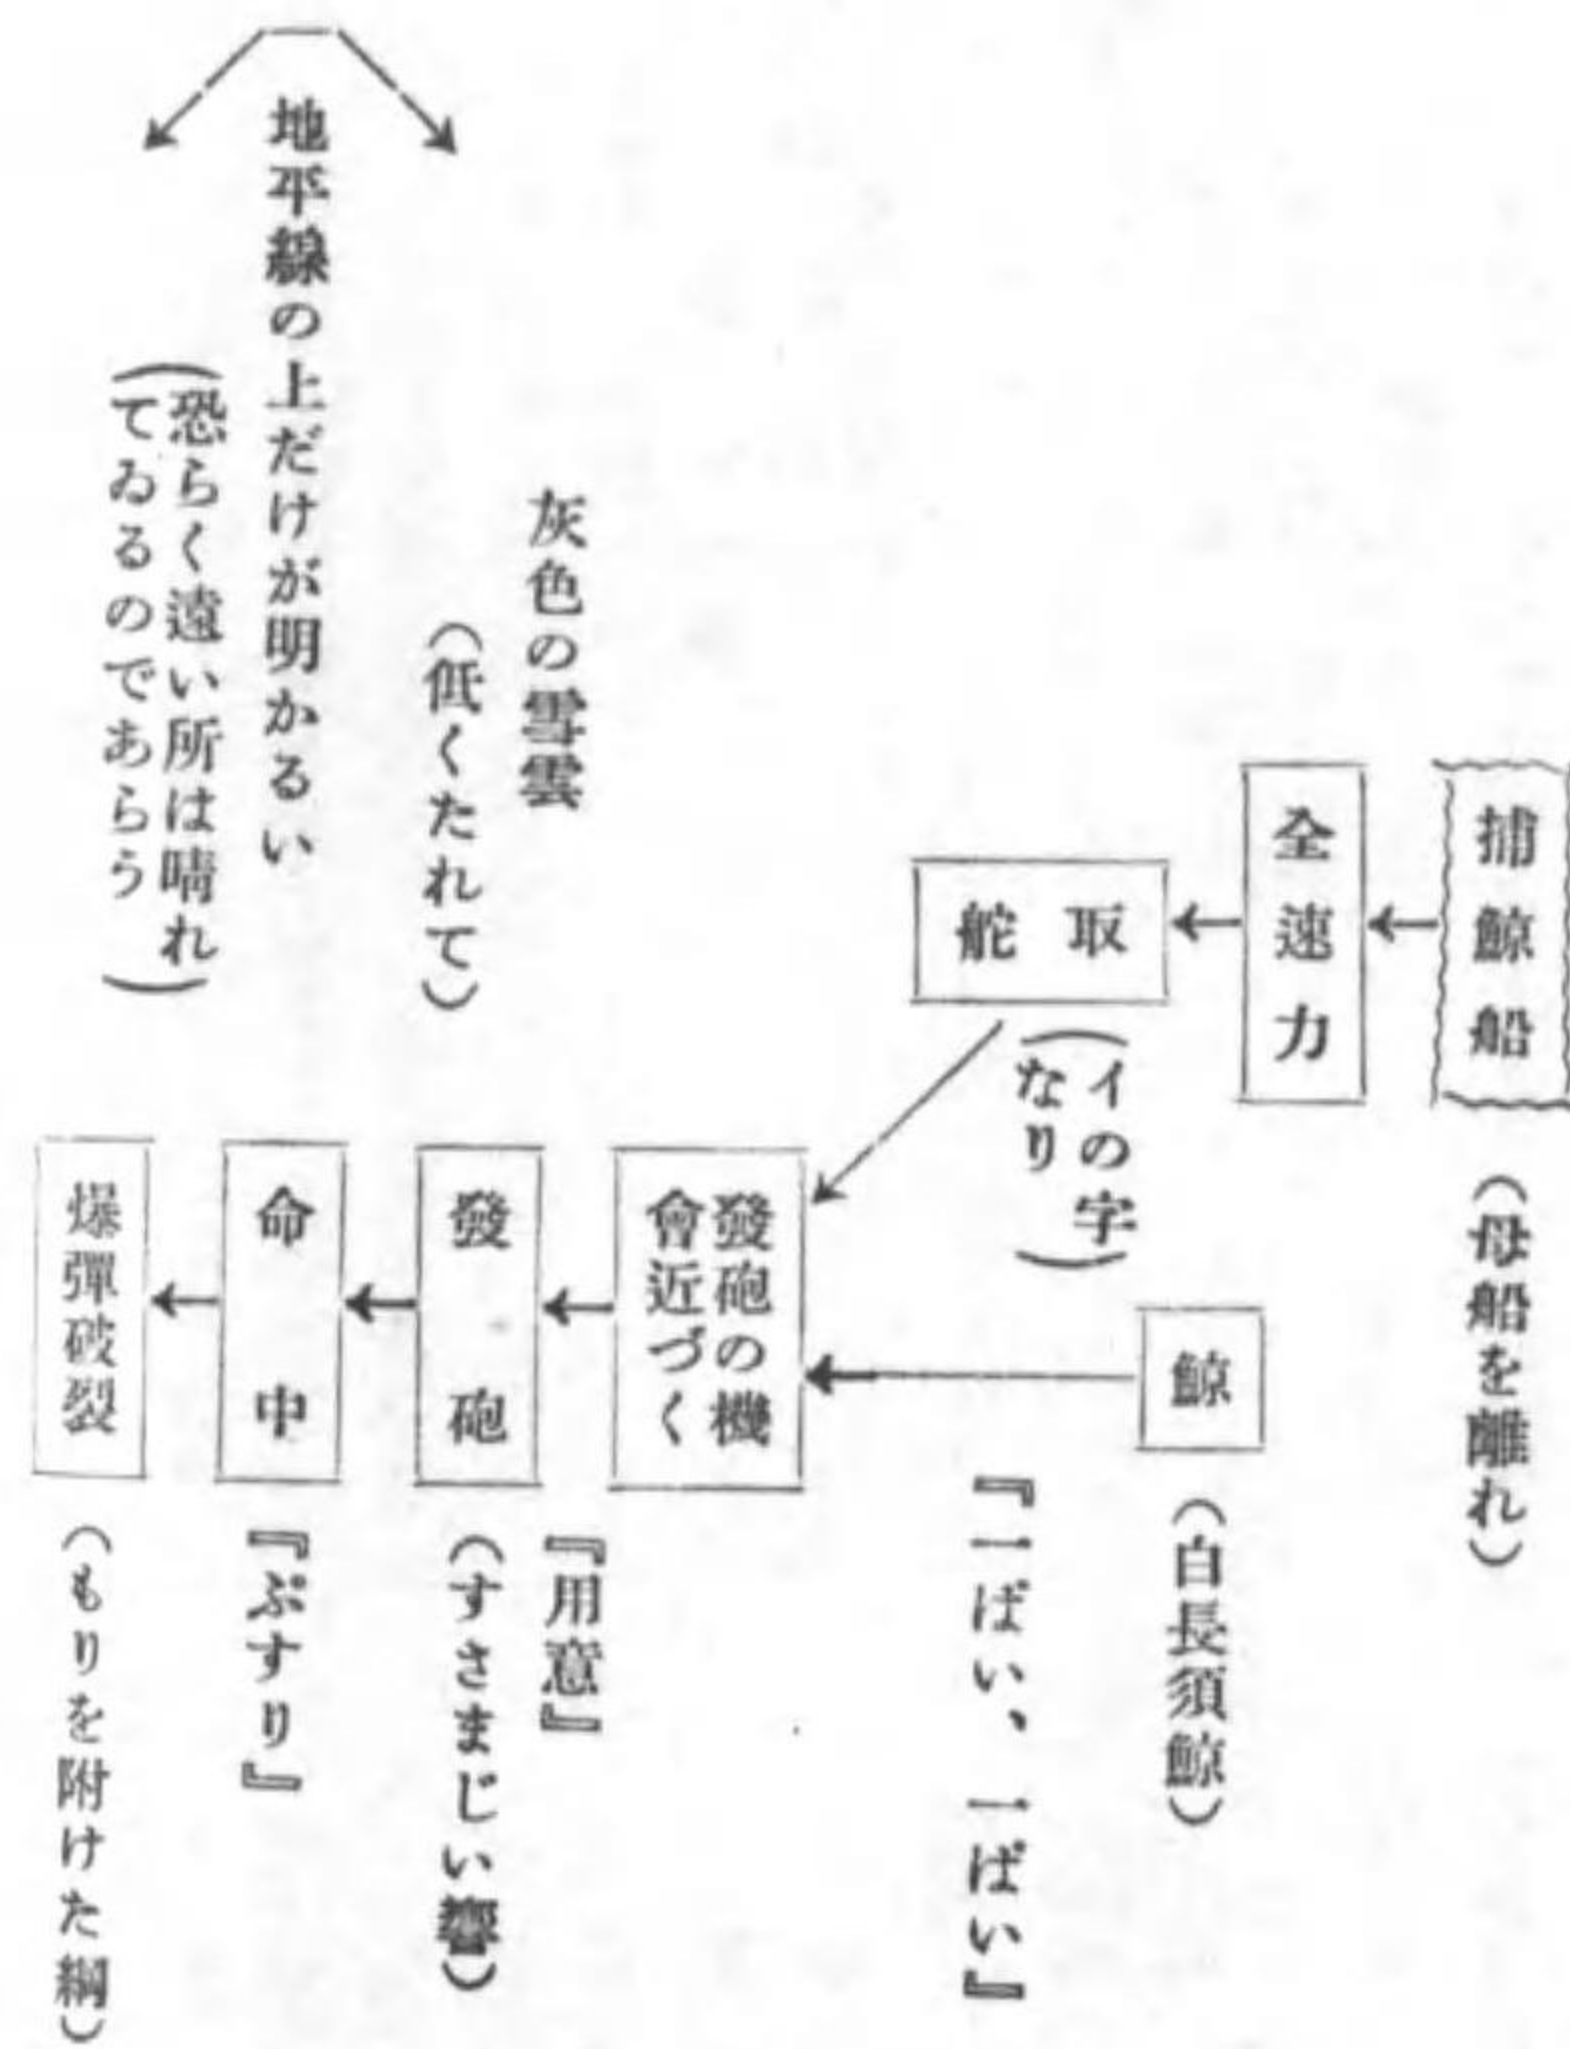 捕鯨船
(母船を離れ)
全速力
取舵
(イの字
なり)
鯨
(白長須鯨)
『一ぱい、一ぱい』
發砲の機
會近づく
『用意』
發砲
(すさまじい響)
命中
『ぷすり』
爆彈破裂
(もりを附けた綱)
灰色の雪雲
(低くたれて)
地平線の上だけが明かるい
(恐らく遠い所は晴れ
てゐるのであらう)